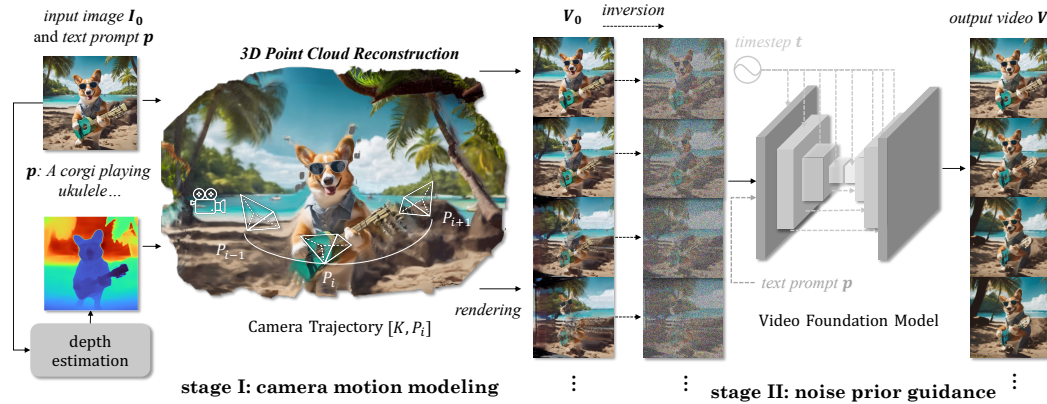 input image I₀
and text prompt p
p: A corgi playing
ukulele…
depth
estimation
3D Point Cloud Reconstruction
Pᵢ₋₁
Pᵢ
Pᵢ₊₁
Camera Trajectory [K, Pᵢ]
rendering
stage I: camera motion modeling
V₀
inversion
timestep t
text prompt p
Video Foundation Model
output video V
stage II: noise prior guidance